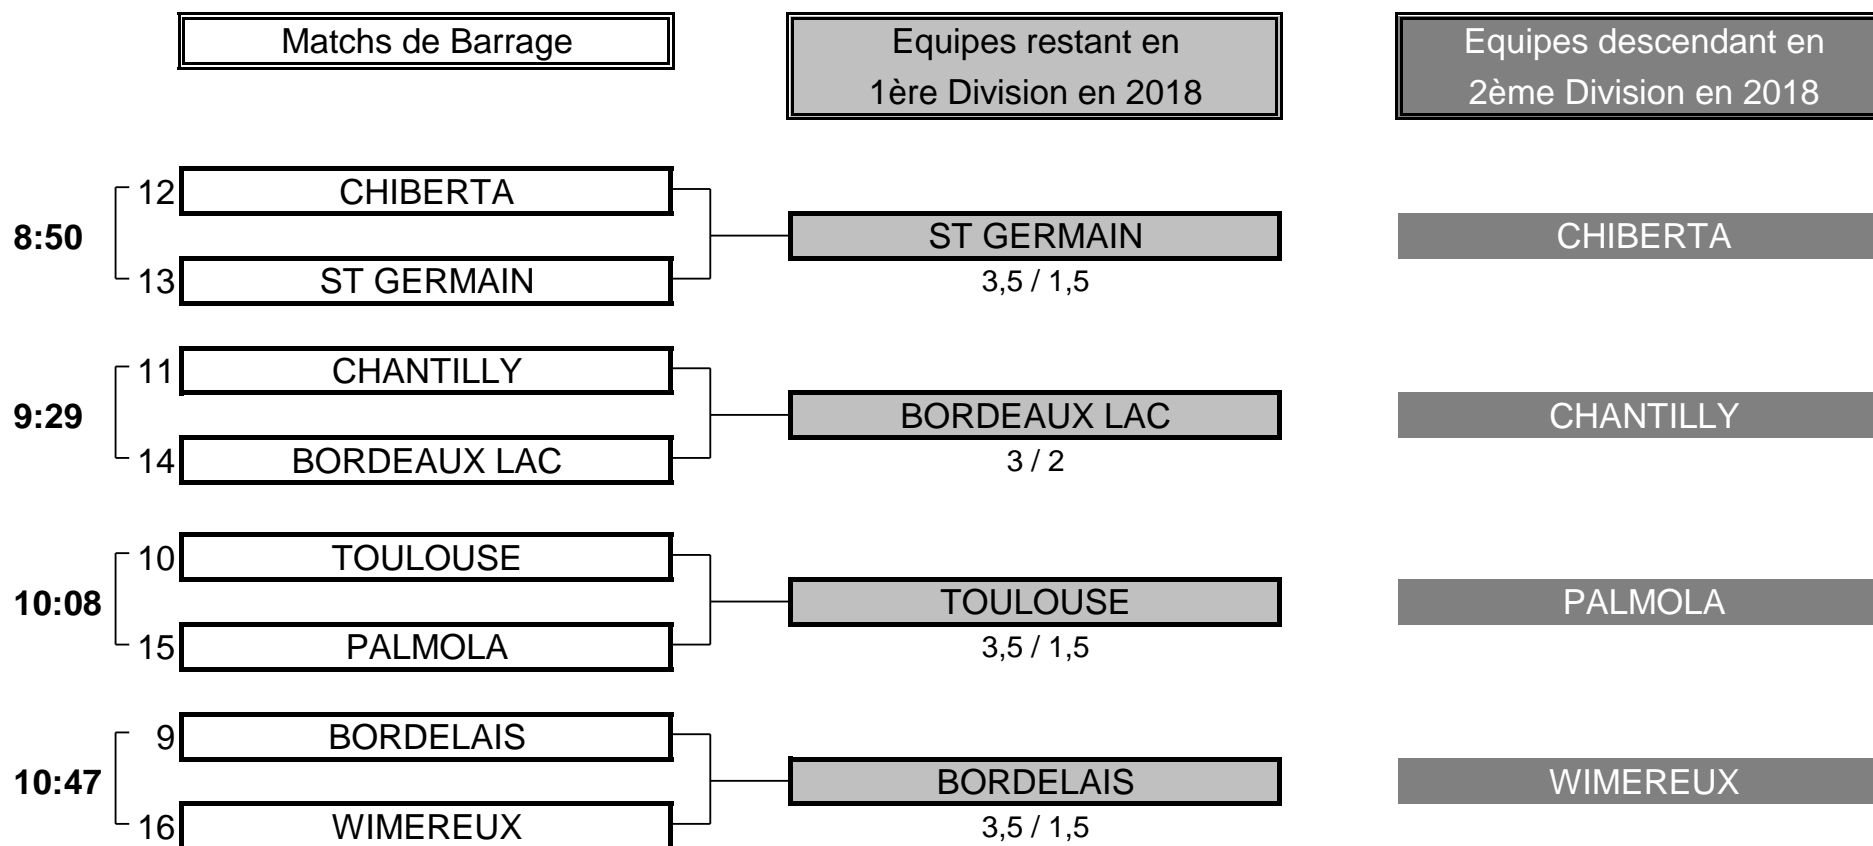 Matchs de Barrage
Equipes restant en
1ère Division en 2018
Equipes descendant en
2ème Division en 2018
12 CHIBERTA
8:50 ST GERMAIN CHIBERTA
13 ST GERMAIN 3,5 / 1,5
11 CHANTILLY
9:29 BORDEAUX LAC CHANTILLY
14 BORDEAUX LAC 3 / 2
10 TOULOUSE
10:08 TOULOUSE PALMOLA
15 PALMOLA 3,5 / 1,5
9 BORDELAIS
10:47 BORDELAIS WIMEREUX
16 WIMEREUX 3,5 / 1,5